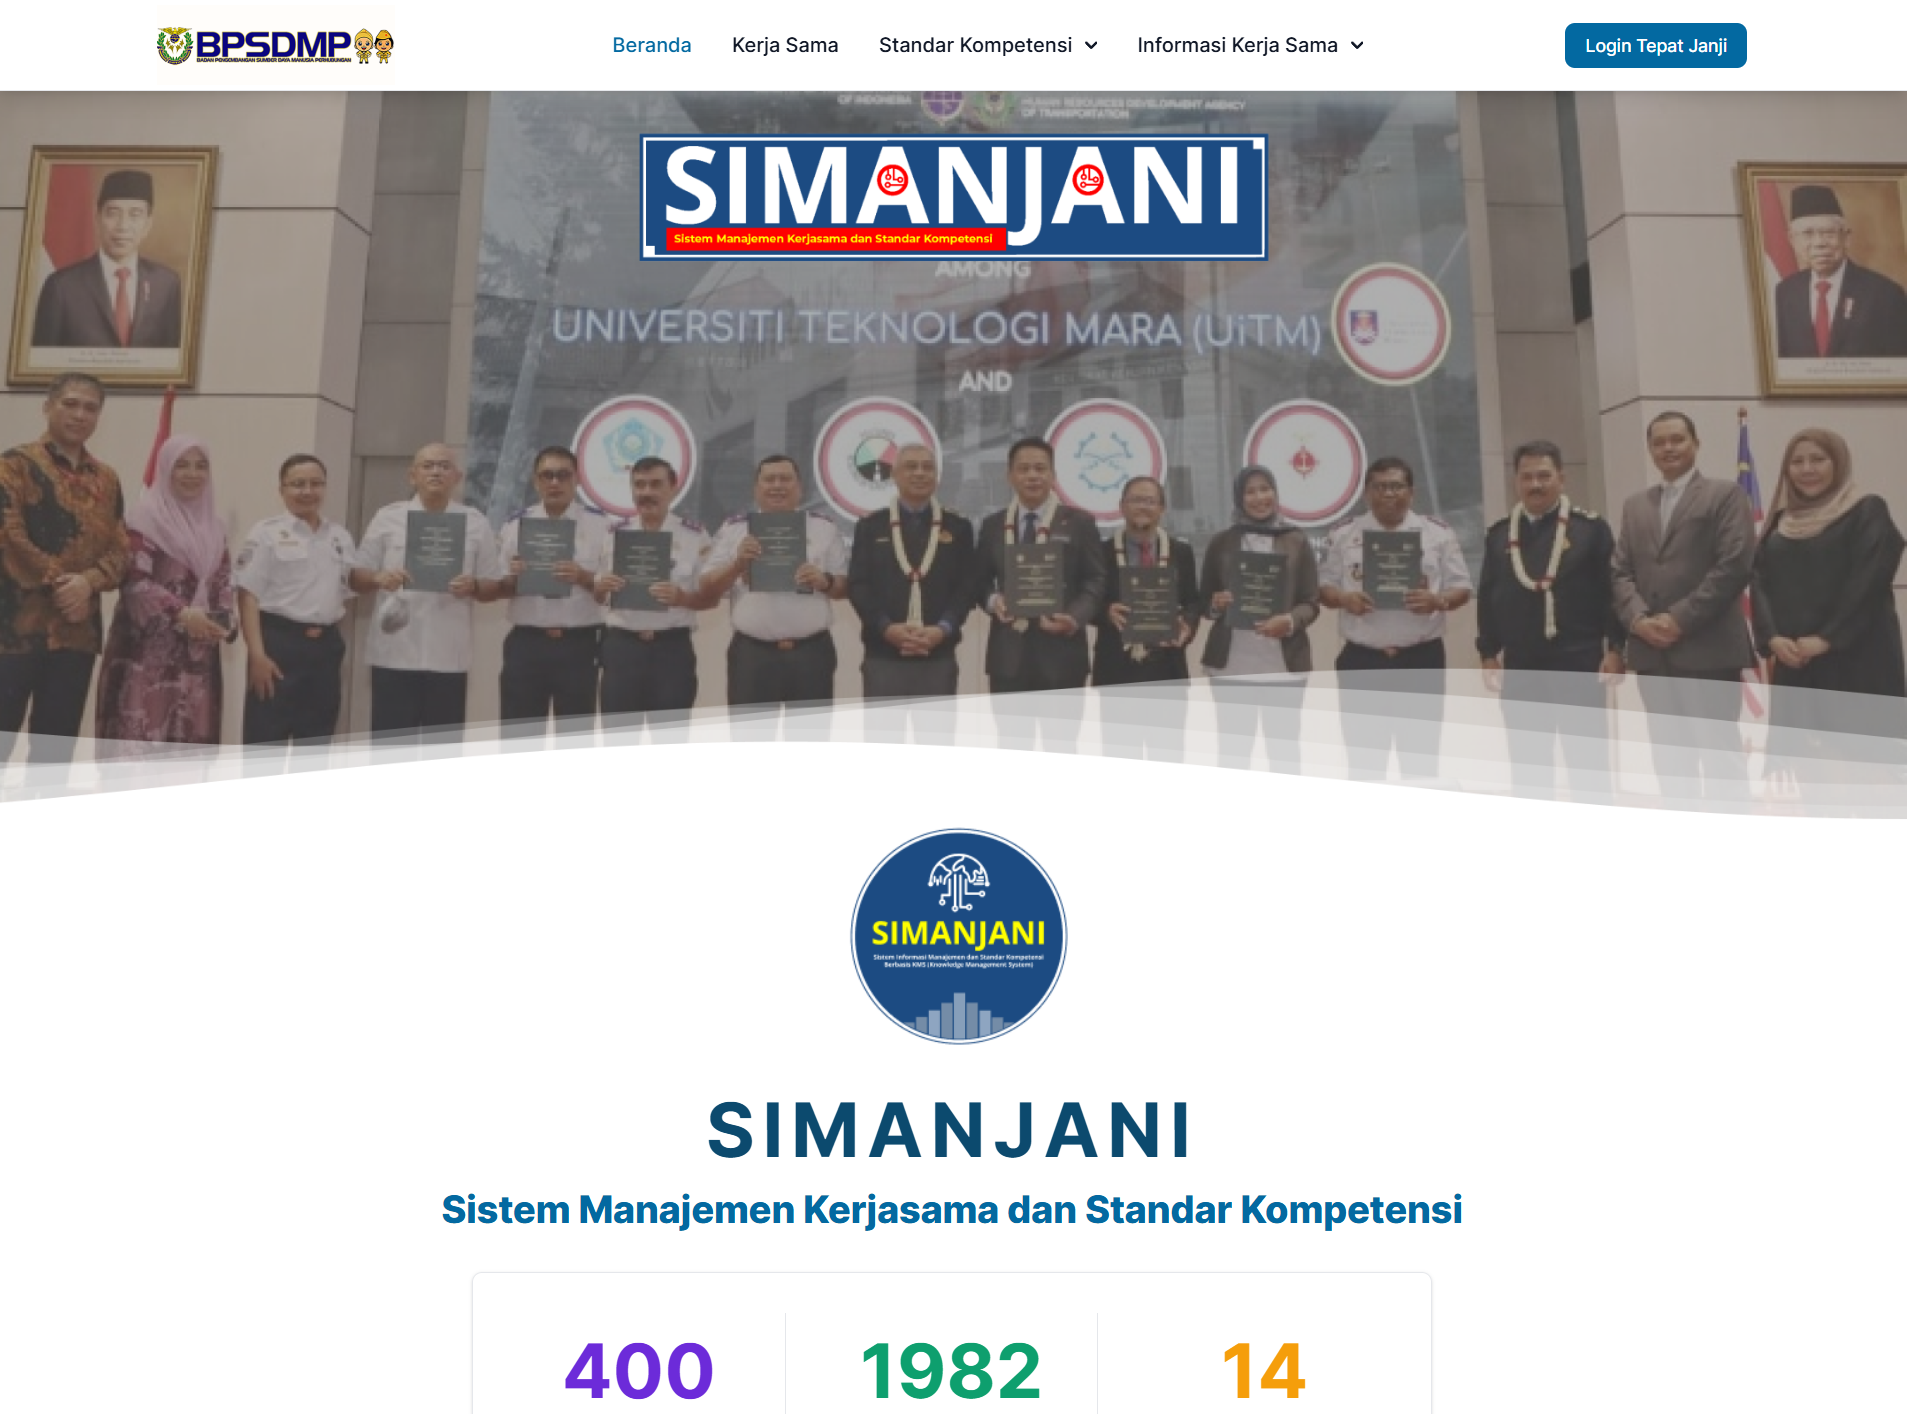 BPSDMP
BADAN PENGEMBANGAN SUMBER DAYA MANUSIA PERHUBUNGAN
Beranda
Kerja Sama
Standar Kompetensi
Informasi Kerja Sama
Login Tepat Janji
OF INDONESIA
HUMAN RESOURCES DEVELOPMENT AGENCY
OF TRANSPORTATION
SIMANJANI
Sistem Manajemen Kerjasama dan Standar Kompetensi
AMONG
UNIVERSITI TEKNOLOGI MARA (UiTM)
AND
SIMANJANI
Sistem Informasi Manajemen dan Standar Kompetensi
Berbasis KMS (Knowledge Management System)
SIMANJANI
Sistem Manajemen Kerjasama dan Standar Kompetensi
400
1982
14